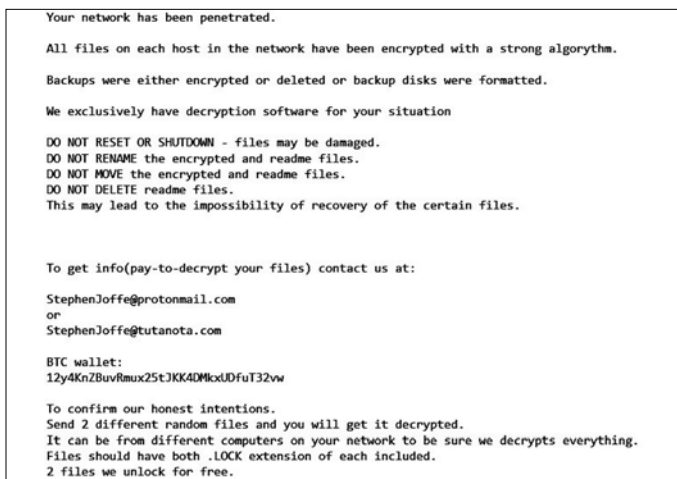 Your network has been penetrated.
All files on each host in the network have been encrypted with a strong algorythm.
Backups were either encrypted or deleted or backup disks were formatted.
We exclusively have decryption software for your situation
DO NOT RESET OR SHUTDOWN - files may be damaged.
DO NOT RENAME the encrypted and readme files.
DO NOT MOVE the encrypted and readme files.
DO NOT DELETE readme files.
This may lead to the impossibility of recovery of the certain files.
To get info(pay-to-decrypt your files) contact us at:
StephenJoffe@protonmail.com
or
StephenJoffe@tutanota.com
BTC wallet:
12y4KnZBuvRmux25tJKK4DMkxUDfuT32vw
To confirm our honest intentions.
Send 2 different random files and you will get it decrypted.
It can be from different computers on your network to be sure we decrypts everything.
Files should have both .LOCK extension of each included.
2 files we unlock for free.